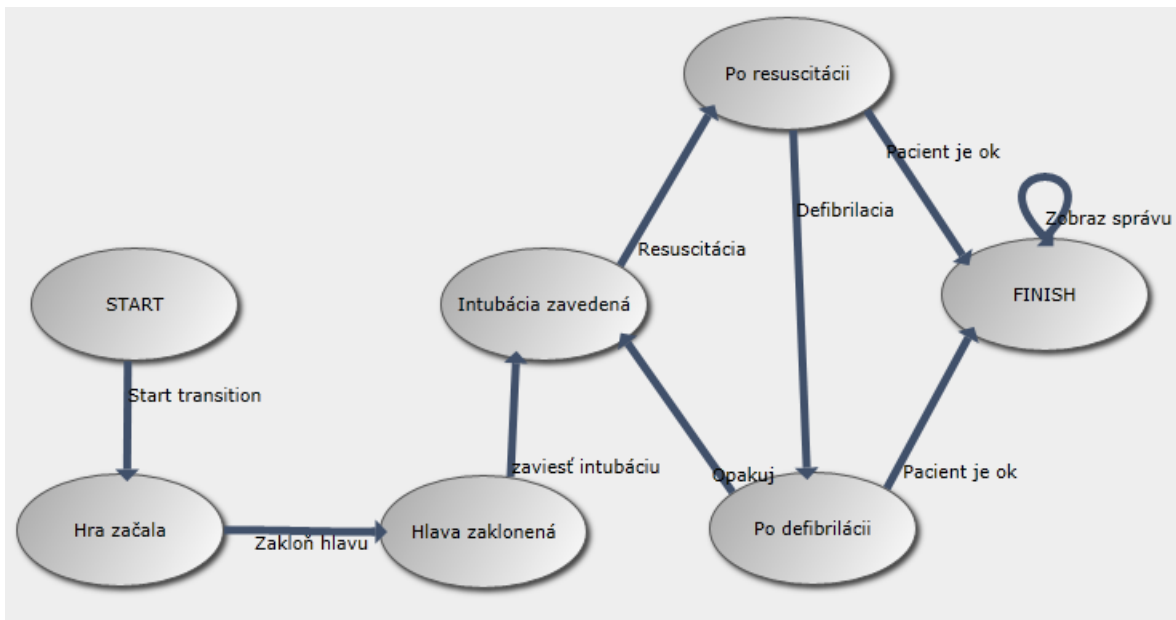 Po resuscitácii
Pacient je ok
Defibrilacia
Zobraz správu
Resuscitácia
START
Intubácia zavedená
FINISH
Start transition
zaviesť intubáciu
Opakuj
Pacient je ok
Hra začala
Zakloň hlavu
Hlava zaklonená
Po defibrilácii